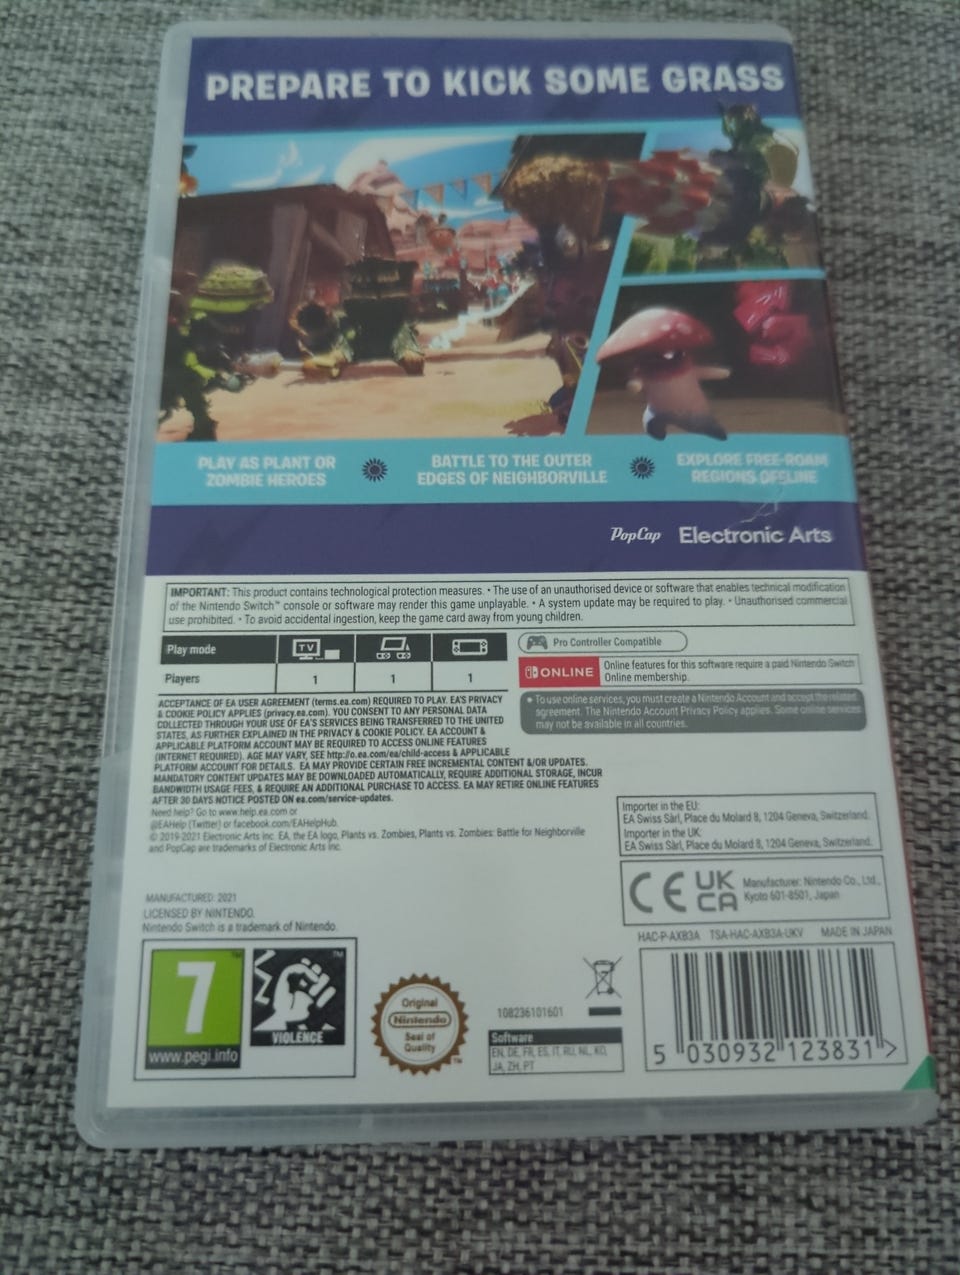 PREPARE TO KICK SOME GRASS
PLAY AS PLANT OR
ZOMBIE HEROES
BATTLE TO THE OUTER
EDGES OF NEIGHBORVILLE
EXPLORE FREE-ROAM
REGIONS OFFLINE
PopCap
Electronic Arts
IMPORTANT: This product contains technological protection measures. • The use of an unauthorised device or software that enables technical modification
of the Nintendo Switch™ console or software may render this game unplayable. • A system update may be required to play. • Unauthorised commercial
use prohibited. • To avoid accidental ingestion, keep the game card away from young children.
Play mode
TV
Players
1
1
1
Pro Controller Compatible
ONLINE
Online features for this software require a paid Nintendo Switch
Online membership.
• To use online services, you must create a Nintendo Account and accept the related
agreement. The Nintendo Account Privacy Policy applies. Some online services
may not be available in all countries.
ACCEPTANCE OF EA USER AGREEMENT (terms.ea.com) REQUIRED TO PLAY. EA'S PRIVACY
& COOKIE POLICY APPLIES (privacy.ea.com). YOU CONSENT TO ANY PERSONAL DATA
COLLECTED THROUGH YOUR USE OF EA'S SERVICES BEING TRANSFERRED TO THE UNITED
STATES, AS FURTHER EXPLAINED IN THE PRIVACY & COOKIE POLICY. EA ACCOUNT &
APPLICABLE PLATFORM ACCOUNT MAY BE REQUIRED TO ACCESS ONLINE FEATURES
(INTERNET REQUIRED). AGE MAY VARY, SEE http://o.ea.com/ea/child-access & APPLICABLE
PLATFORM ACCOUNT FOR DETAILS. EA MAY PROVIDE CERTAIN FREE INCREMENTAL CONTENT &/OR UPDATES.
MANDATORY CONTENT UPDATES MAY BE DOWNLOADED AUTOMATICALLY, REQUIRE ADDITIONAL STORAGE, INCUR
BANDWIDTH USAGE FEES, & REQUIRE AN ADDITIONAL PURCHASE TO ACCESS. EA MAY RETIRE ONLINE FEATURES
AFTER 30 DAYS NOTICE POSTED ON ea.com/service-updates.
Need help? Go to www.help.ea.com or
@EAHelp (Twitter) or facebook.com/EAHelpHub.
© 2019-2021 Electronic Arts Inc. EA, the EA logo, Plants vs. Zombies, Plants vs. Zombies: Battle for Neighborville
and PopCap are trademarks of Electronic Arts Inc.
Importer in the EU:
EA Swiss Sàrl, Place du Molard 8, 1204 Geneva, Switzerland.
Importer in the UK:
EA Swiss Sàrl, Place du Molard 8, 1204 Geneva, Switzerland.
CE
UK
CA
Manufacturer: Nintendo Co., Ltd.,
Kyoto 601-8501, Japan
MANUFACTURED: 2021
LICENSED BY NINTENDO.
Nintendo Switch is a trademark of Nintendo.
HAC-P-AXB3A TSA-HAC-AXB3A-UKV MADE IN JAPAN
7
www.pegi.info
VIOLENCE
™
Original
Nintendo
Seal of
Quality
™
108236101601
Software
EN, DE, FR, ES, IT, RU, NL, KO,
JA, ZH, PT
5 030932 123831 >